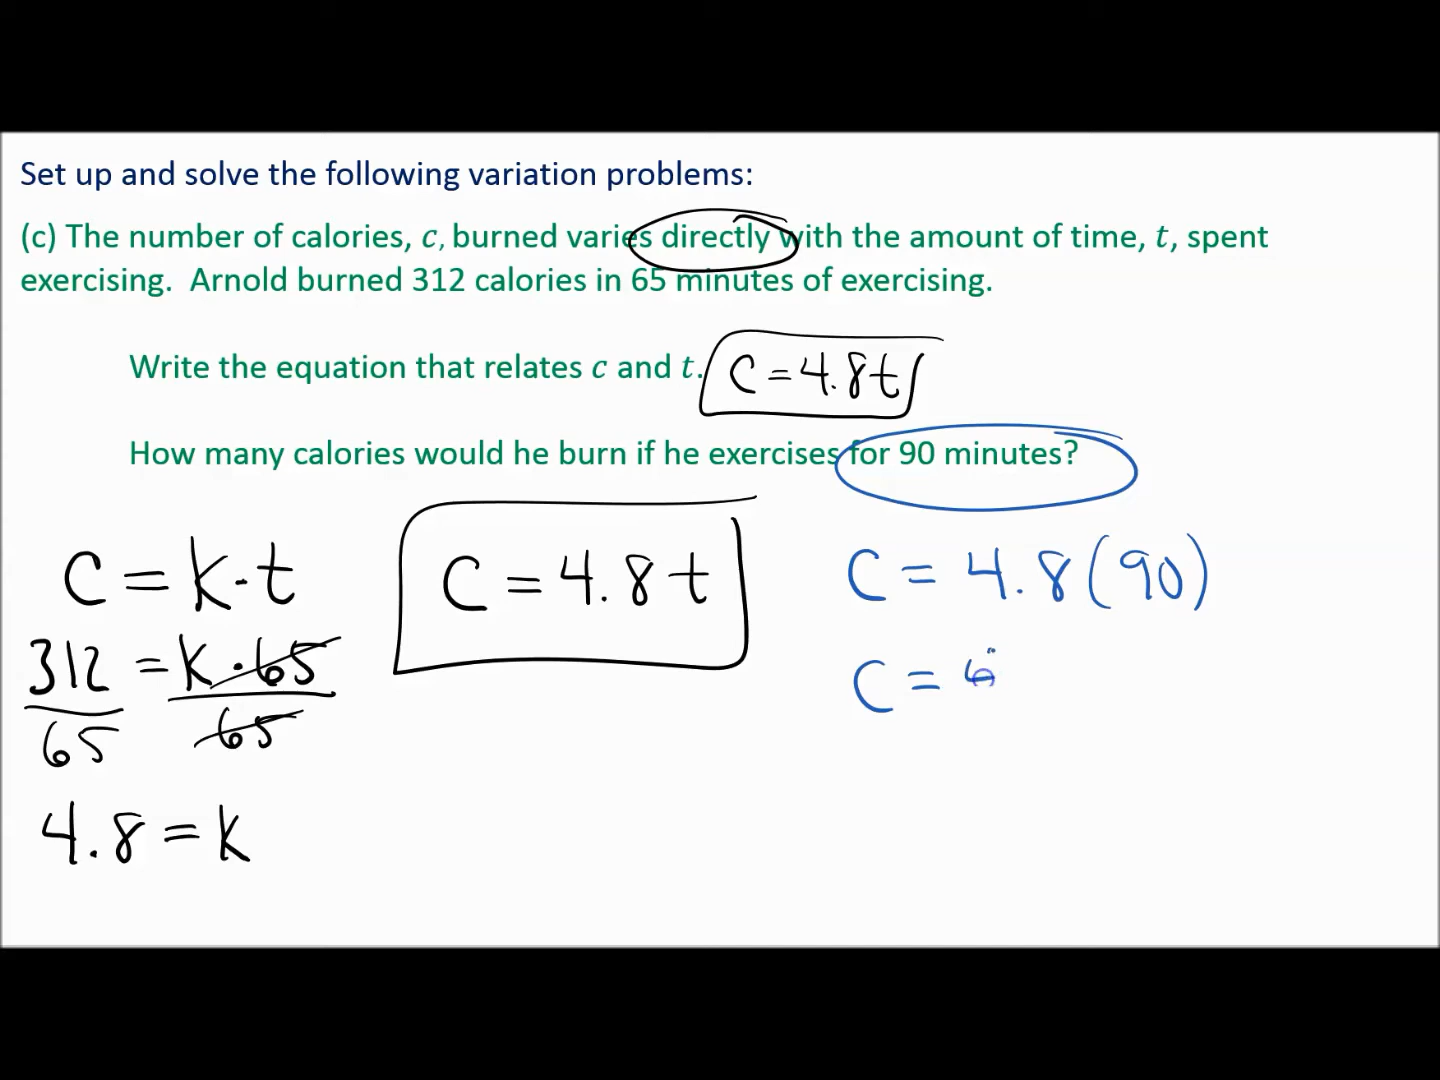 Set up and solve the following variation problems:
(c) The number of calories, c, burned varies directly with the amount of time, t, spent
exercising. Arnold burned 312 calories in 65 minutes of exercising.
Write the equation that relates c and t. C = 4.8t
How many calories would he burn if he exercises for 90 minutes?
C = k·t
312 = k·65
65 65
4.8 = k
C = 4.8t
C = 4.8(90)
C =